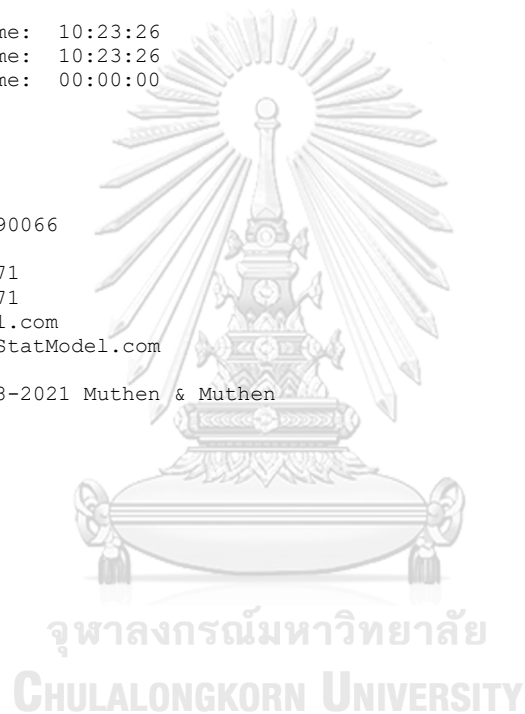 me:  10:23:26
me:  10:23:26
me:  00:00:00
90066
71
71
l.com
StatModel.com
8-2021 Muthen & Muthen
จุฬาลงกรณ์มหาวิทยาลัย
CHULALONGKORN UNIVERSITY